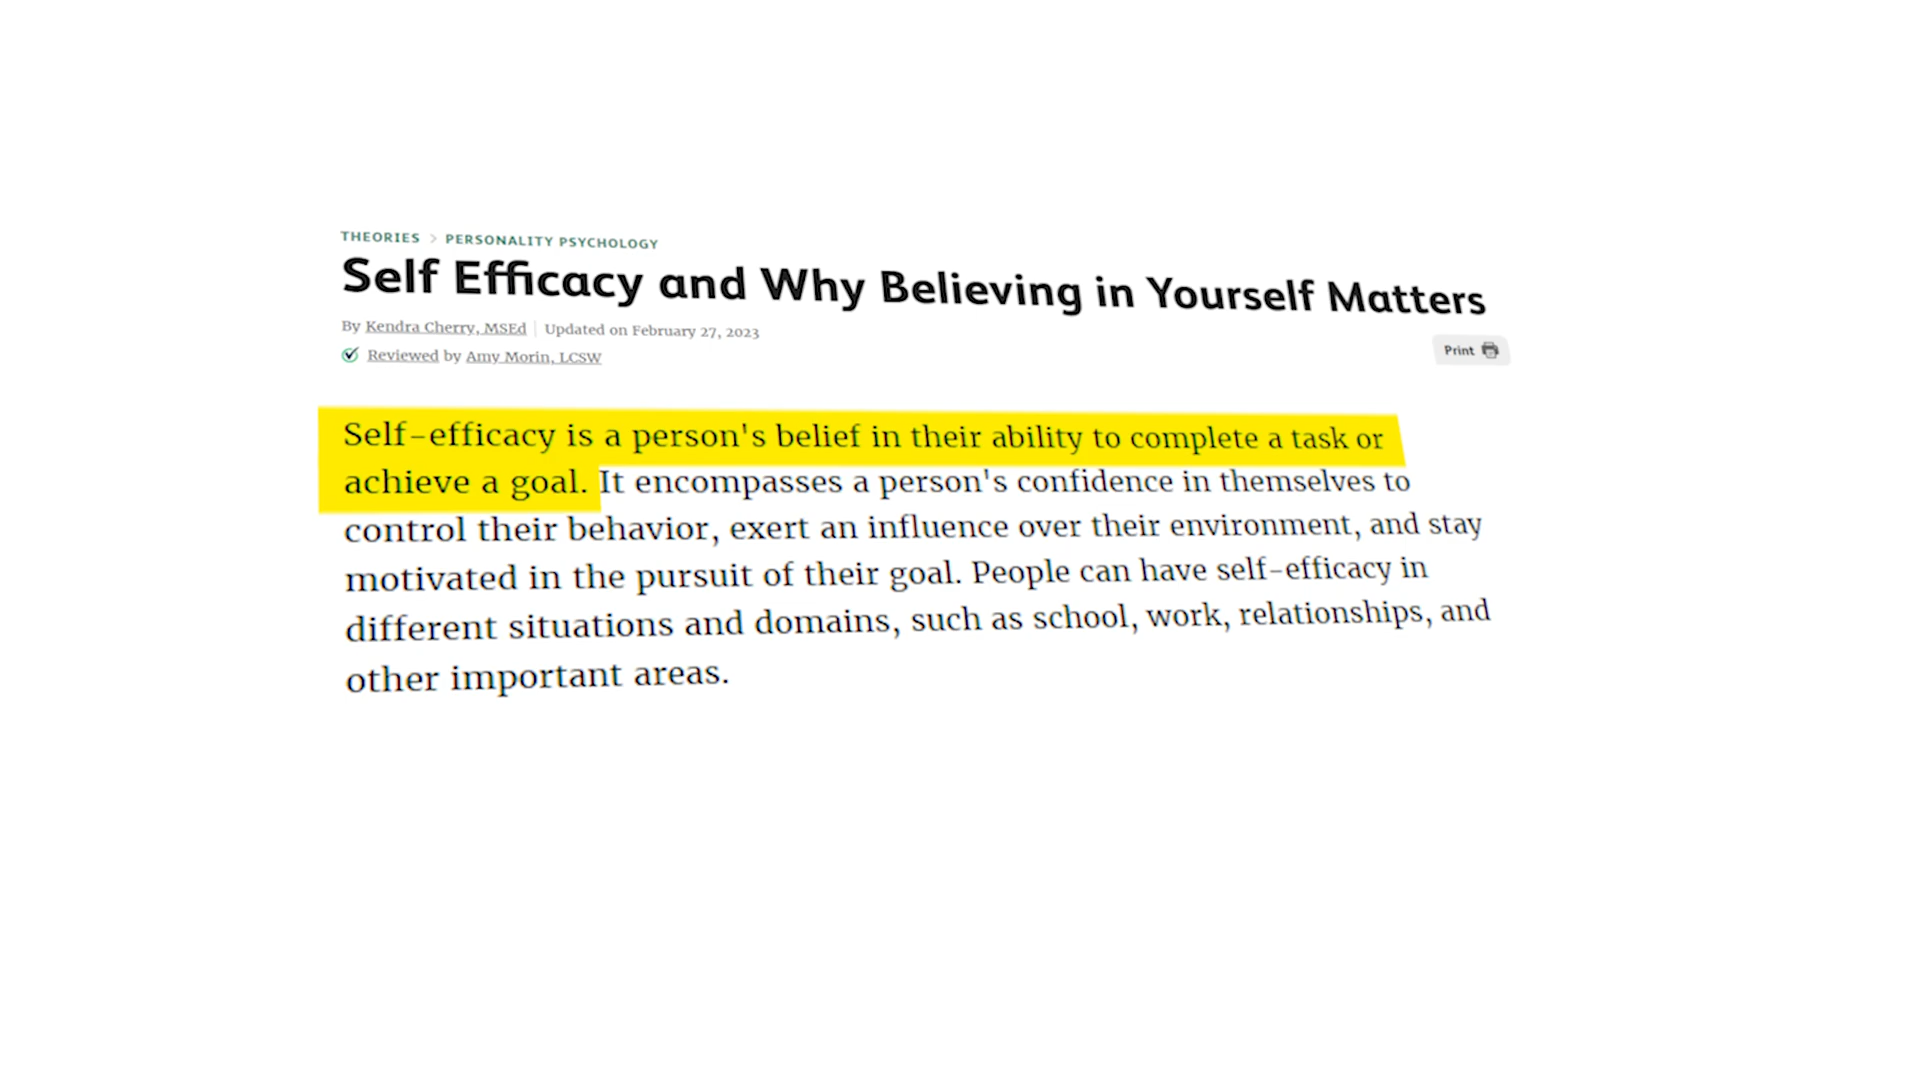 THEORIES > PERSONALITY PSYCHOLOGY
Self Efficacy and Why Believing in Yourself Matters
By Kendra Cherry, MSEd | Updated on February 27, 2023
Reviewed by Amy Morin, LCSW
Print
Self-efficacy is a person's belief in their ability to complete a task or
achieve a goal. It encompasses a person's confidence in themselves to
control their behavior, exert an influence over their environment, and stay
motivated in the pursuit of their goal. People can have self-efficacy in
different situations and domains, such as school, work, relationships, and
other important areas.